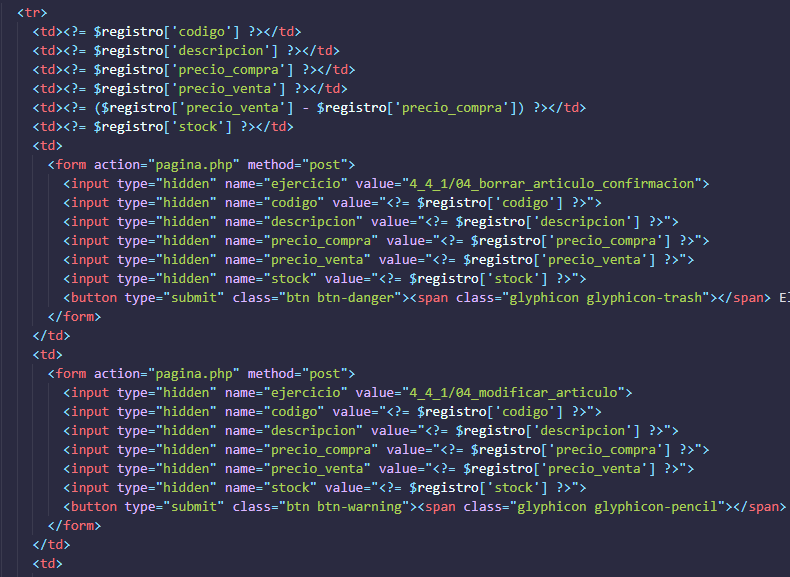 <tr>
<td><?= $registro['codigo'] ?></td>
<td><?= $registro['descripcion'] ?></td>
<td><?= $registro['precio_compra'] ?></td>
<td><?= $registro['precio_venta'] ?></td>
<td><?= ($registro['precio_venta'] - $registro['precio_compra']) ?></td>
<td><?= $registro['stock'] ?></td>
<td>
<form action="pagina.php" method="post">
<input type="hidden" name="ejercicio" value="4_4_1/04_borrar_articulo_confirmacion">
<input type="hidden" name="codigo" value="<?= $registro['codigo'] ?>">
<input type="hidden" name="descripcion" value="<?= $registro['descripcion'] ?>">
<input type="hidden" name="precio_compra" value="<?= $registro['precio_compra'] ?>">
<input type="hidden" name="precio_venta" value="<?= $registro['precio_venta'] ?>">
<input type="hidden" name="stock" value="<?= $registro['stock'] ?>">
<button type="submit" class="btn btn-danger"><span class="glyphicon glyphicon-trash"></span>
</form>
</td>
<td>
<form action="pagina.php" method="post">
<input type="hidden" name="ejercicio" value="4_4_1/04_modificar_articulo">
<input type="hidden" name="codigo" value="<?= $registro['codigo'] ?>">
<input type="hidden" name="descripcion" value="<?= $registro['descripcion'] ?>">
<input type="hidden" name="precio_compra" value="<?= $registro['precio_compra'] ?>">
<input type="hidden" name="precio_venta" value="<?= $registro['precio_venta'] ?>">
<input type="hidden" name="stock" value="<?= $registro['stock'] ?>">
<button type="submit" class="btn btn-warning"><span class="glyphicon glyphicon-pencil"></span>
</form>
</td>
<td>